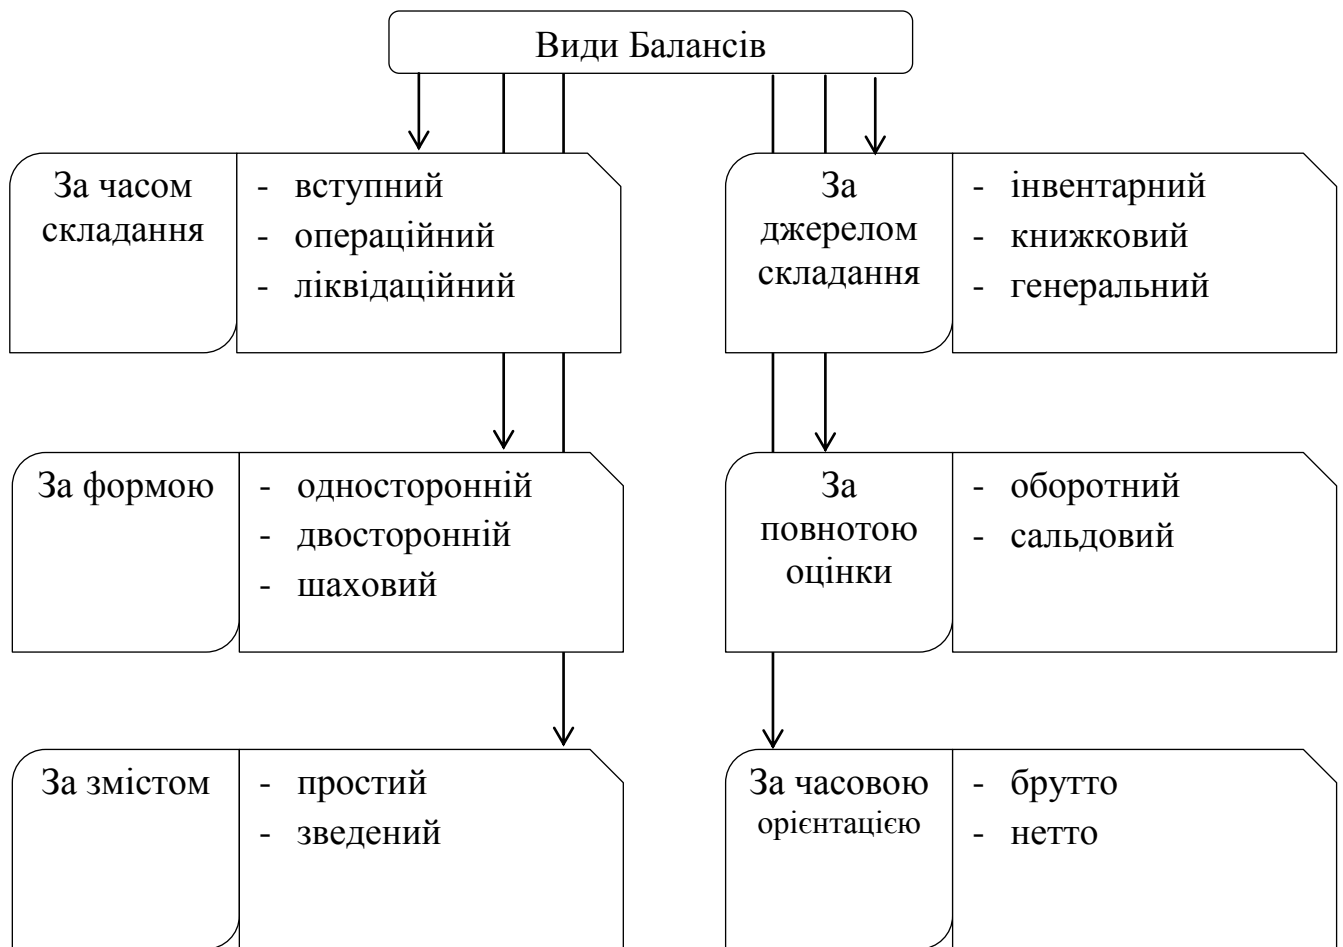 Види Балансів
За часом
складання
- вступний
- операційний
- ліквідаційний
За
джерелом
складання
- інвентарний
- книжковий
- генеральний
За формою
- односторонній
- двосторонній
- шаховий
За
повнотою
оцінки
- оборотний
- сальдовий
За змістом
- простий
- зведений
За часовою
орієнтацією
- брутто
- нетто